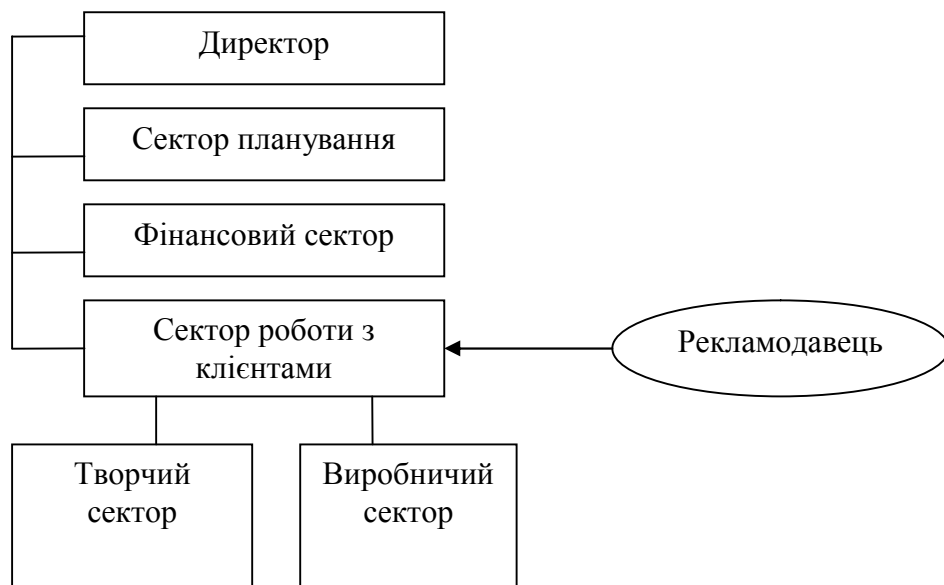 Директор
Сектор планування
Фінансовий сектор
Сектор роботи з
клієнтами
Рекламодавець
Творчий
сектор
Виробничий
сектор